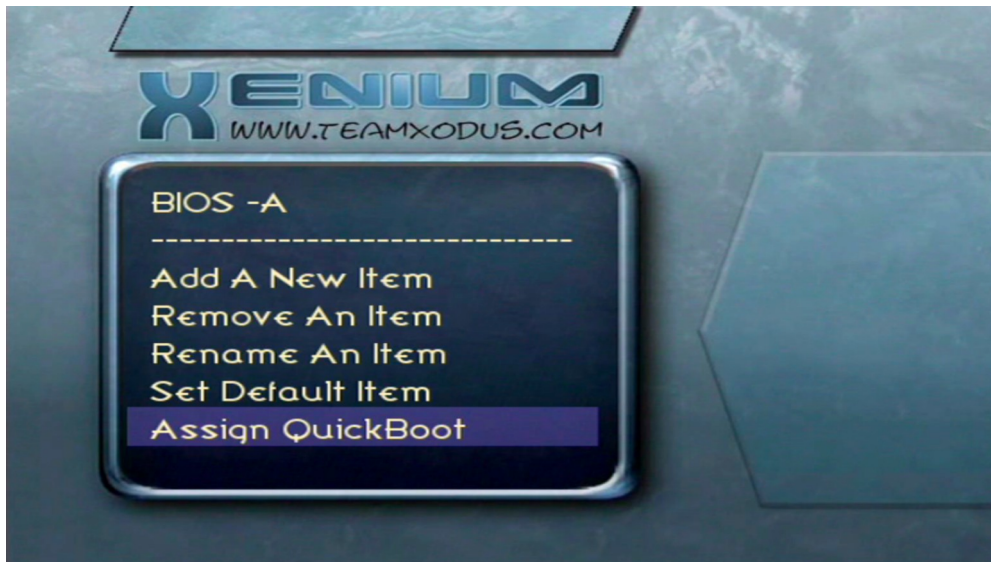 XENIUM
WWW.TEAMXODUS.COM
BIOS -A
------------------------------
Add A New Item
Remove An Item
Rename An Item
Set Default Item
Assign QuickBoot